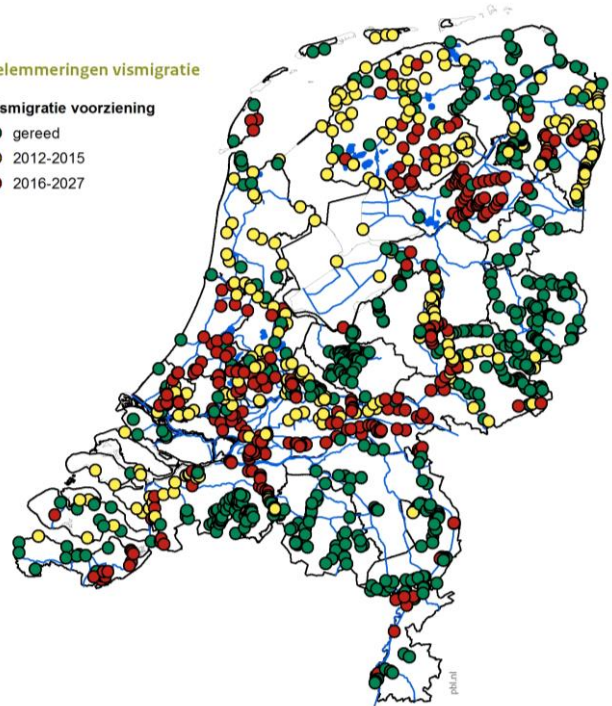 elemmeringen vismigratie
smigratie voorziening
gereed
2012-2015
2016-2027
pbl.nl